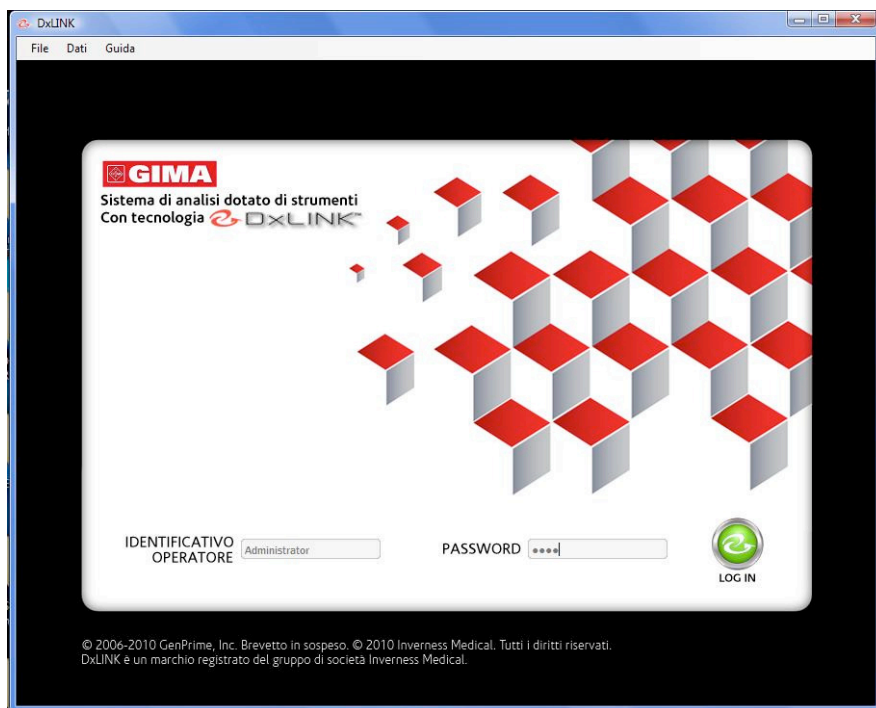 DxLINK
File Dati Guida
GIMA
Sistema di analisi dotato di strumenti
Con tecnologia DxLINK™
IDENTIFICATIVO OPERATORE
Administrator
PASSWORD
••••
LOG IN
© 2006-2010 GenPrime, Inc. Brevetto in sospeso. © 2010 Inverness Medical. Tutti i diritti riservati.
DxLINK è un marchio registrato del gruppo di società Inverness Medical.